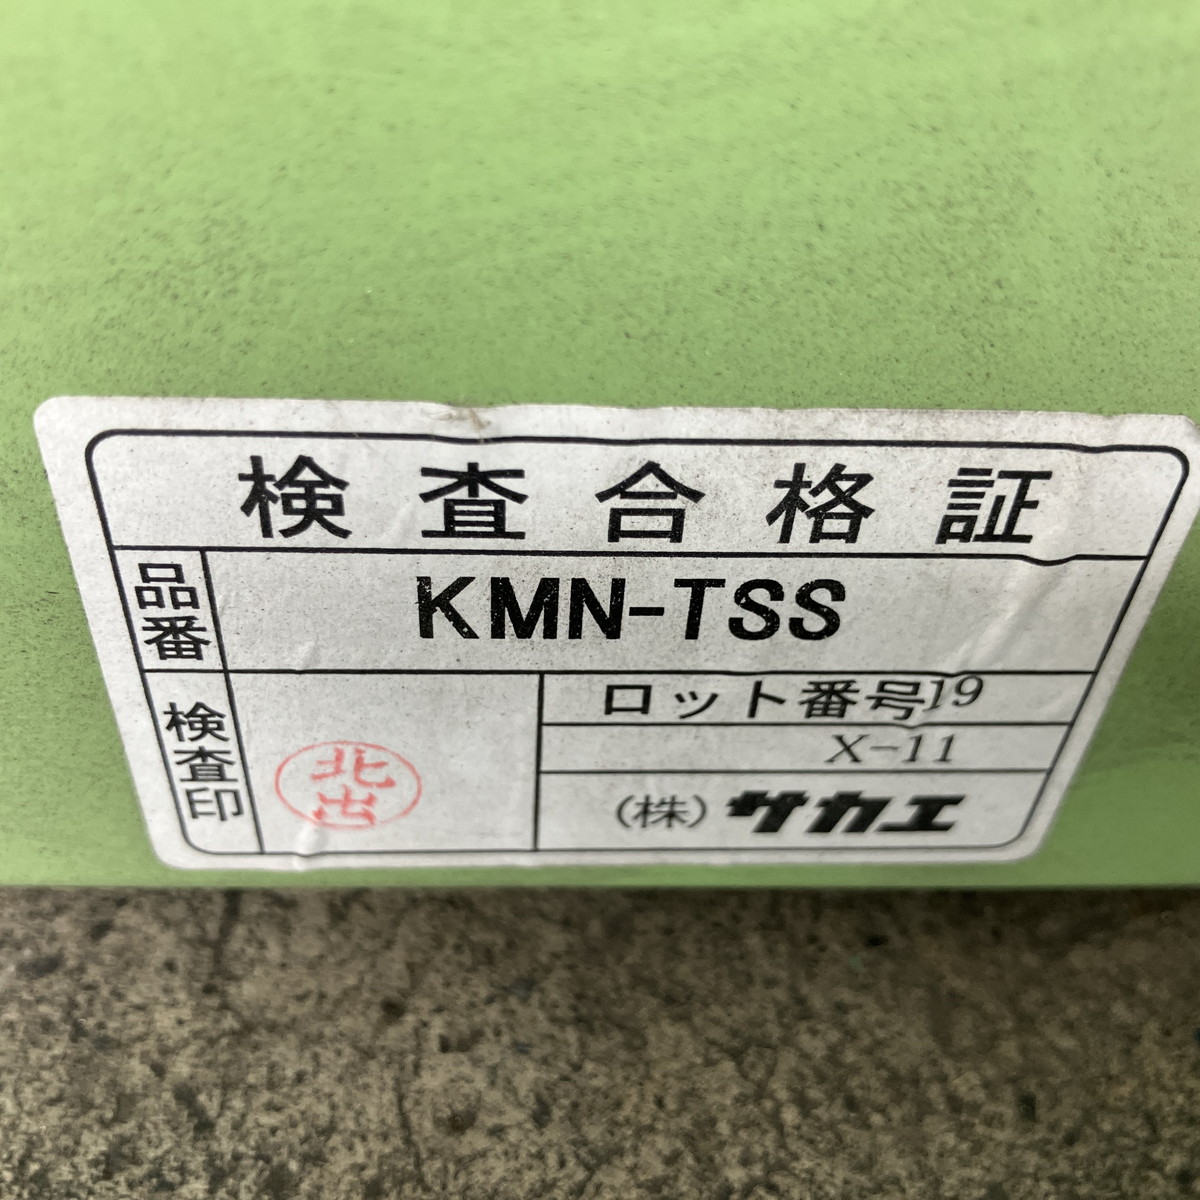 検査合格証
品番 KMN-TSS
検査印 北出
ロット番号19
X-11
(株)サカエ